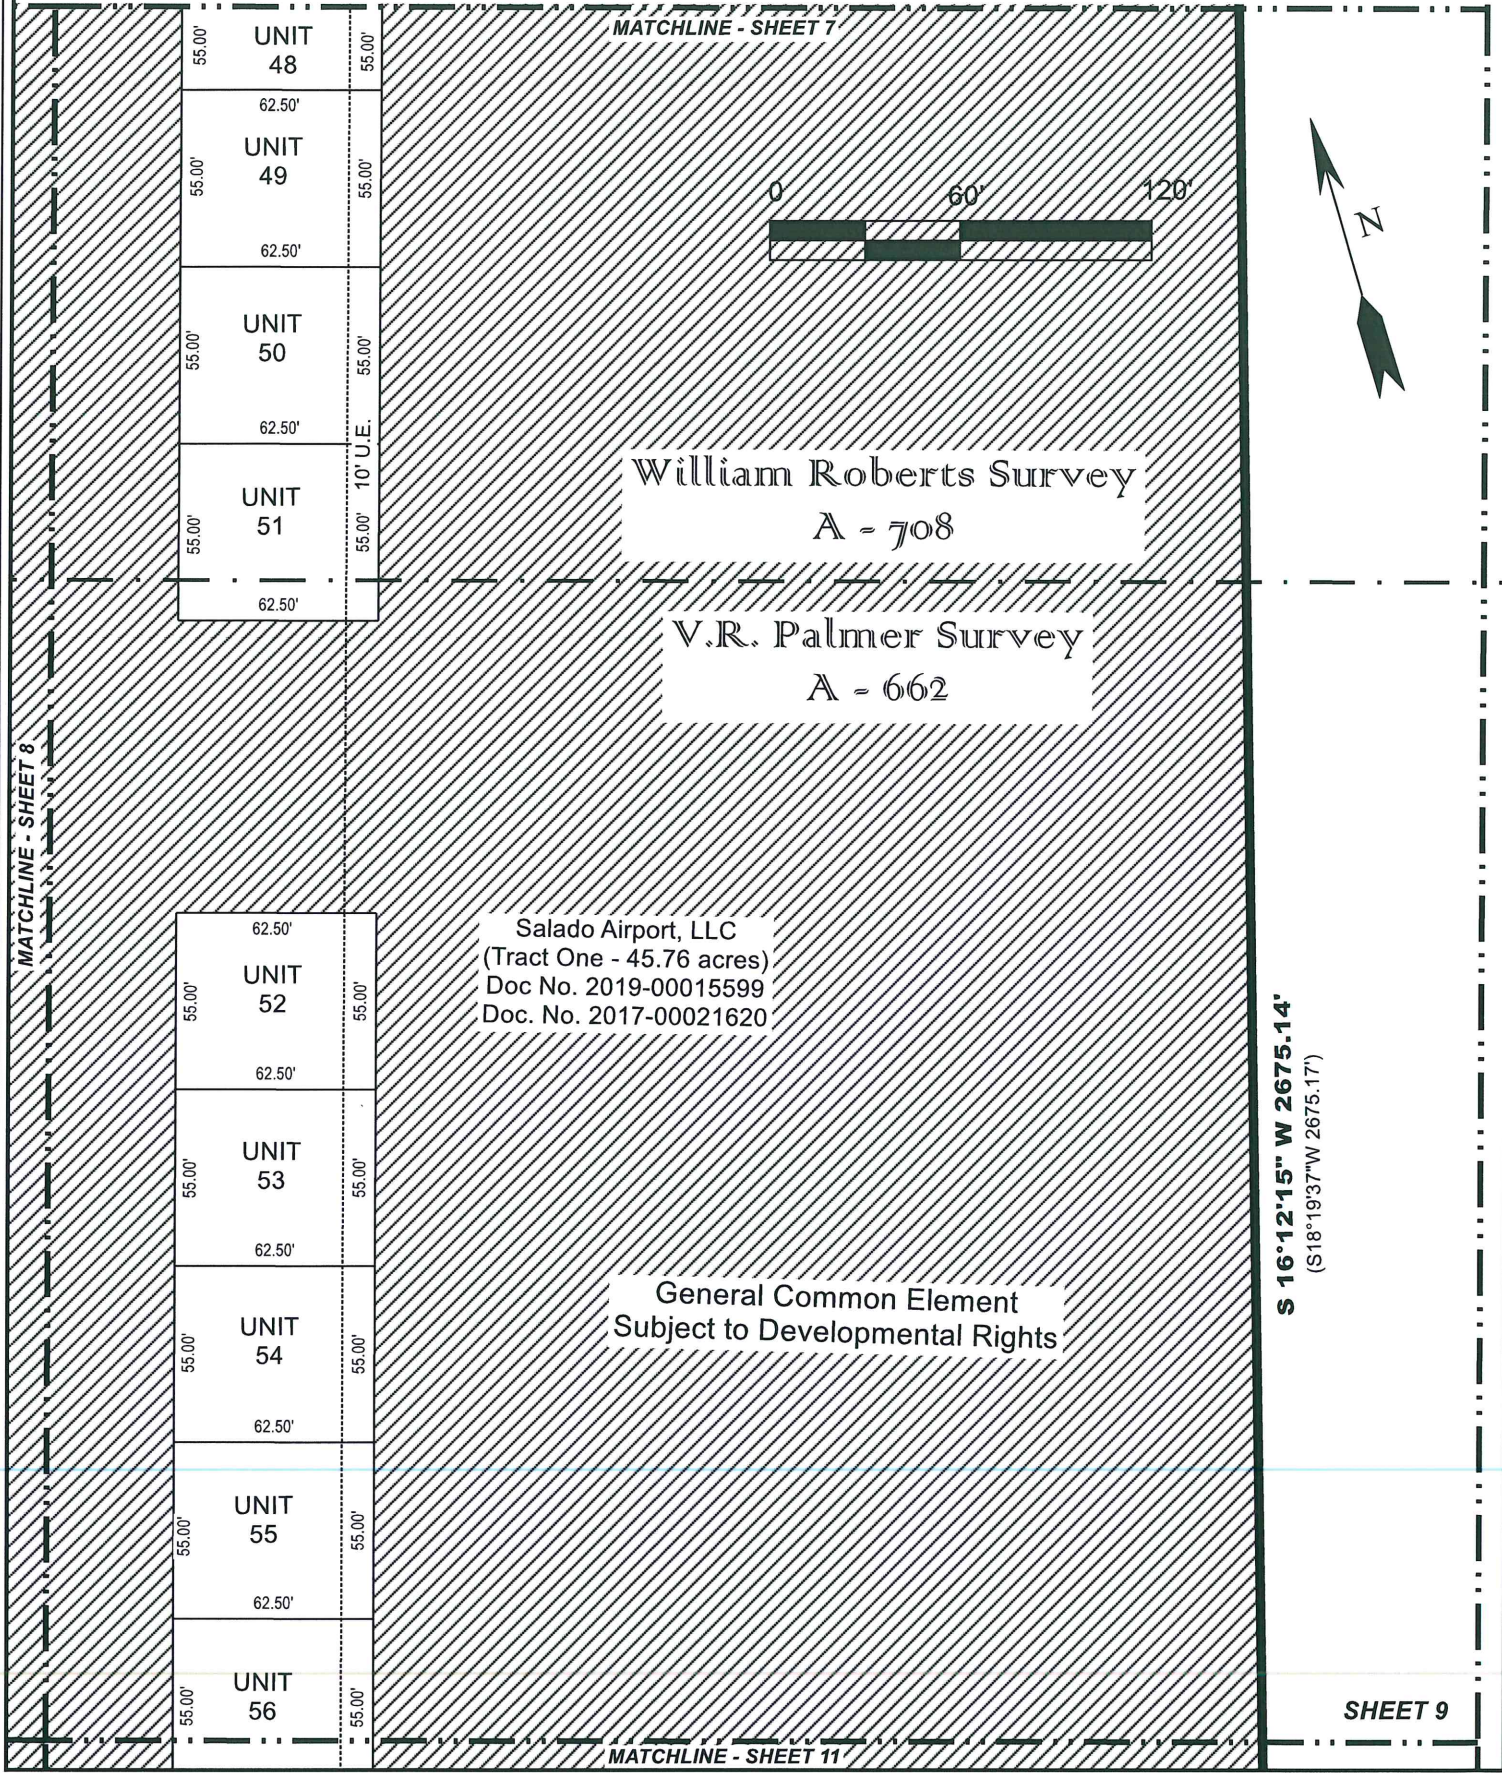 MATCHLINE - SHEET 7
55.00'
UNIT
48
55.00'
62.50'
55.00'
UNIT
49
55.00'
62.50'
0 60' 120'
N
55.00'
UNIT
50
55.00'
62.50'
10' U.E.
55.00'
UNIT
51
55.00'
62.50'
William Roberts Survey
A - 708
V.R. Palmer Survey
A - 662
MATCHLINE - SHEET 8
62.50'
55.00'
UNIT
52
55.00'
62.50'
Salado Airport, LLC
(Tract One - 45.76 acres)
Doc No. 2019-00015599
Doc. No. 2017-00021620
55.00'
UNIT
53
55.00'
62.50'
S 16°12'15" W 2675.14'
(S18°19'37"W 2675.17')
General Common Element
Subject to Developmental Rights
55.00'
UNIT
54
55.00'
62.50'
55.00'
UNIT
55
55.00'
62.50'
55.00'
UNIT
56
55.00'
SHEET 9
MATCHLINE - SHEET 11